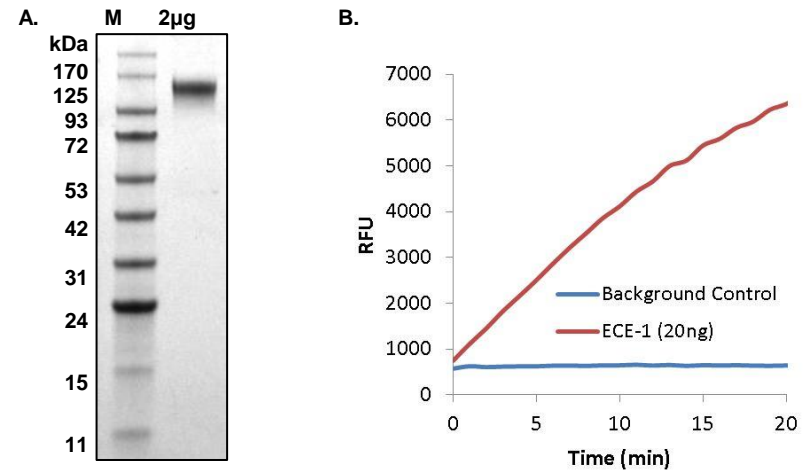 A.
M 2µg
kDa
170
125
93
72
53
42
31
24
15
11
B.
7000
6000
5000
4000
3000
2000
1000
0
RFU
Background Control
ECE-1 (20ng)
0 5 10 15 20
Time (min)